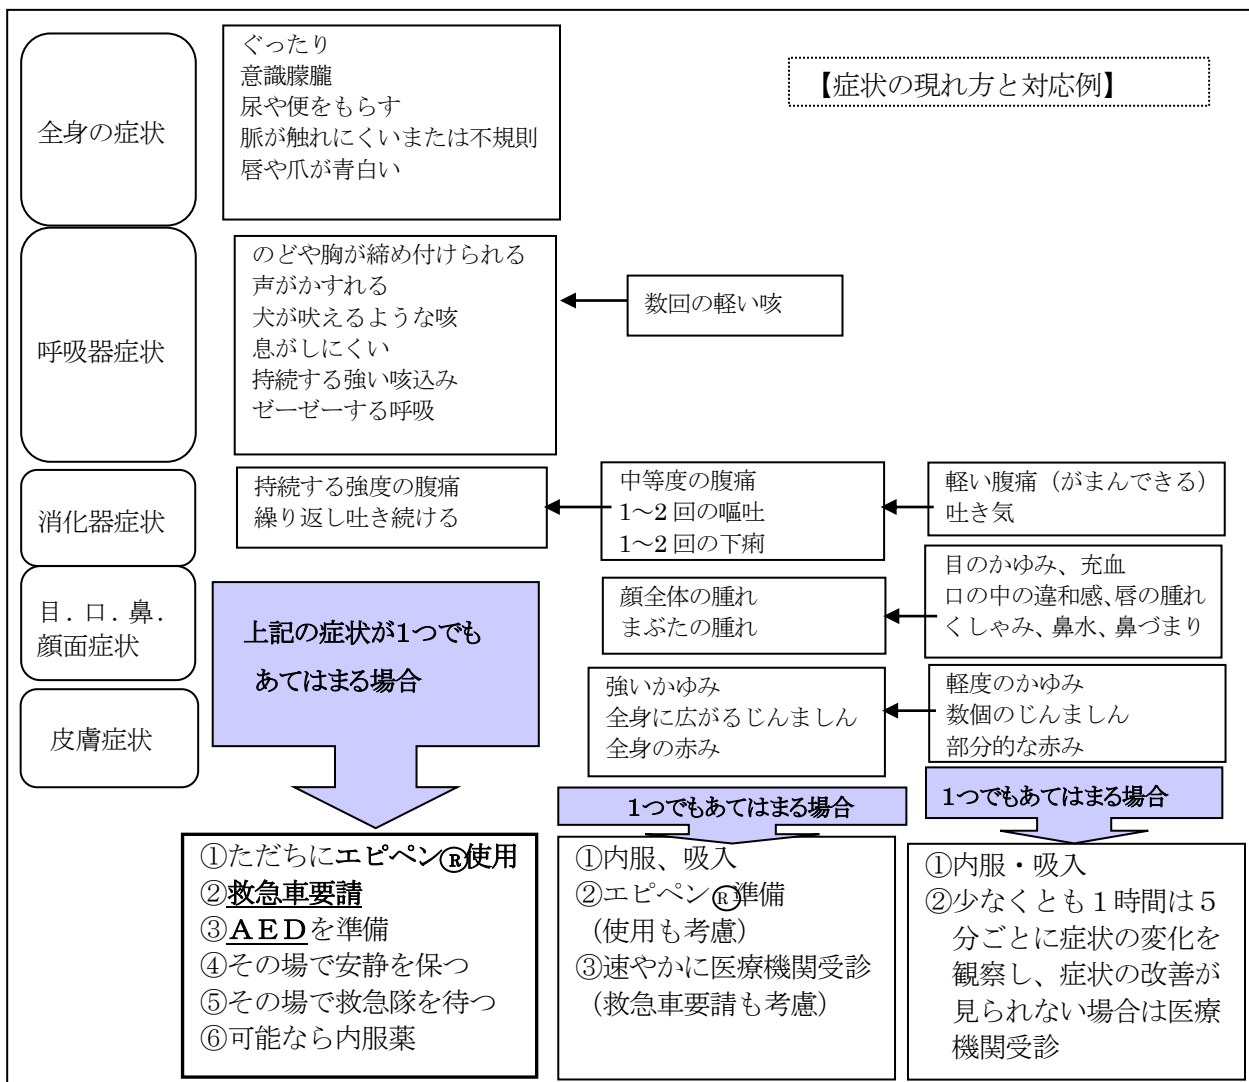 【症状の現れ方と対応例】
全身の症状
ぐったり
意識朦朧
尿や便をもらす
脈が触れにくいまたは不規則
唇や爪が青白い
呼吸器症状
のどや胸が締め付けられる
声がかすれる
犬が吠えるような咳
息がしにくい
持続する強い咳込み
ゼーゼーする呼吸
数回の軽い咳
消化器症状
持続する強度の腹痛
繰り返し吐き続ける
中等度の腹痛
1～2回の嘔吐
1～2回の下痢
軽い腹痛（がまんできる）
吐き気
目．口．鼻．
顔面症状
顔全体の腫れ
まぶたの腫れ
目のかゆみ、充血
口の中の違和感、唇の腫れ
くしゃみ、鼻水、鼻づまり
皮膚症状
強いかゆみ
全身に広がるじんましん
全身の赤み
軽度のかゆみ
数個のじんましん
部分的な赤み
上記の症状が1つでも
あてはまる場合
1つでもあてはまる場合
1つでもあてはまる場合
①ただちにエピペン®使用
②救急車要請
③ＡＥＤを準備
④その場で安静を保つ
⑤その場で救急隊を待つ
⑥可能なら内服薬
①内服、吸入
②エピペン®準備
（使用も考慮）
③速やかに医療機関受診
（救急車要請も考慮）
①内服・吸入
②少なくとも１時間は５
分ごとに症状の変化を
観察し、症状の改善が
見られない場合は医療
機関受診